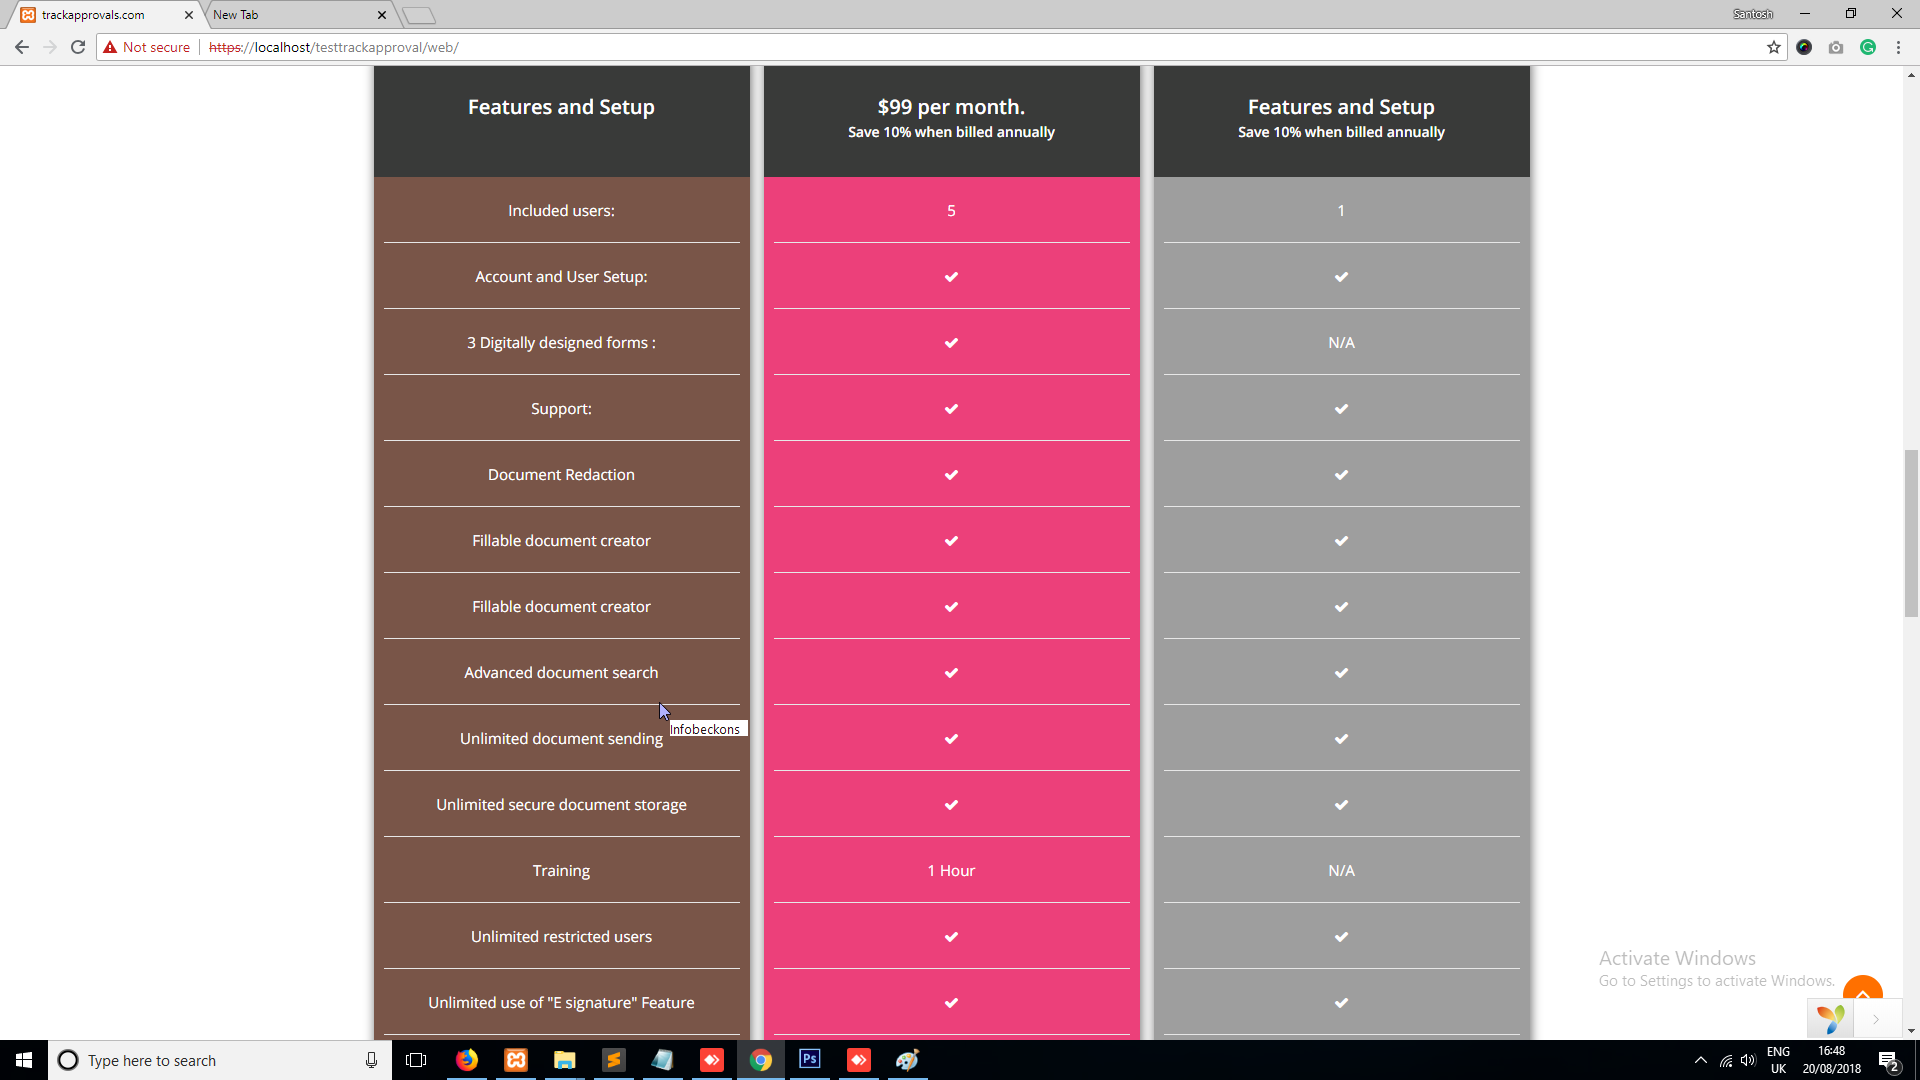 trackapprovals.com
New Tab
Santosh
Not secure
https://localhost/testtrackapproval/web/
Features and Setup
$99 per month.
Save 10% when billed annually
Features and Setup
Save 10% when billed annually
Included users:
5
1
Account and User Setup:
3 Digitally designed forms :
N/A
Support:
Document Redaction
Fillable document creator
Fillable document creator
Advanced document search
Infobeckons
Unlimited document sending
Unlimited secure document storage
Training
1 Hour
N/A
Unlimited restricted users
Unlimited use of "E signature" Feature
Activate Windows
Go to Settings to activate Windows.
Type here to search
Ps
ENG
UK
16:48
20/08/2018
2